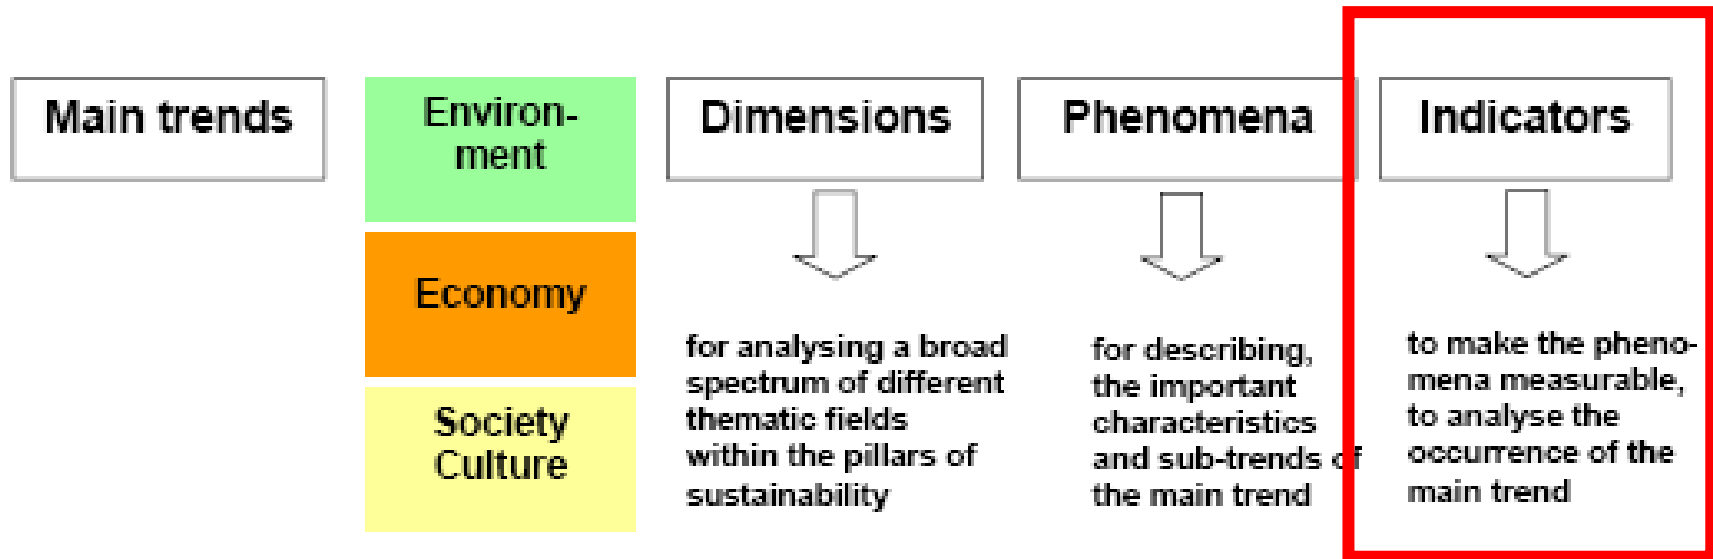 Main trends
Environ-
ment
Economy
Society
Culture
Dimensions
for analysing a broad
spectrum of different
thematic fields
within the pillars of
sustainability
Phenomena
for describing,
the important
characteristics
and sub-trends of
the main trend
Indicators
to make the pheno-
mena measurable,
to analyse the
occurrence of the
main trend